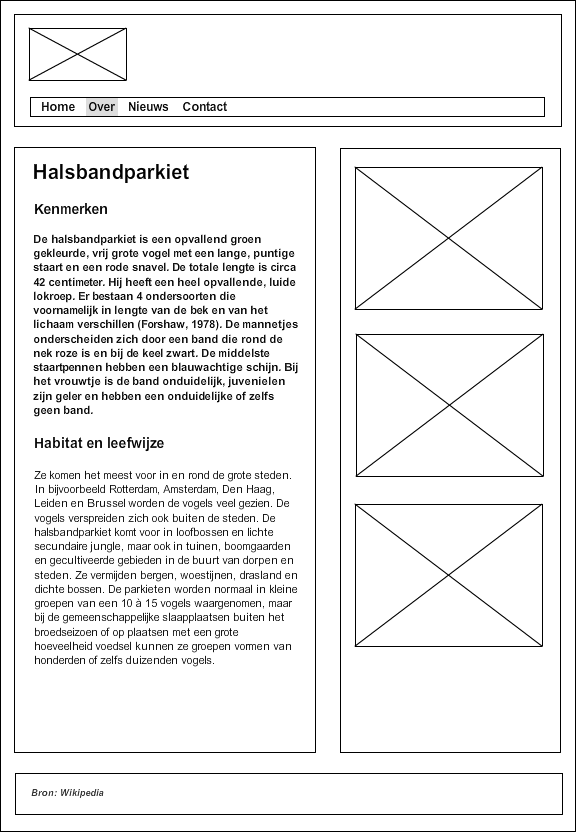 Home Over Nieuws Contact
Halsbandparkiet
Kenmerken
De halsbandparkiet is een opvallend groen
gekleurde, vrij grote vogel met een lange, puntige
staart en een rode snavel. De totale lengte is circa
42 centimeter. Hij heeft een heel opvallende, luide
lokroep. Er bestaan 4 ondersoorten die
voornamelijk in lengte van de bek en van het
lichaam verschillen (Forshaw, 1978). De mannetjes
onderscheiden zich door een band die rond de
nek roze is en bij de keel zwart. De middelste
staartpennen hebben een blauwachtige schijn. Bij
het vrouwtje is de band onduidelijk, juvenielen
zijn geler en hebben een onduidelijke of zelfs
geen band.
Habitat en leefwijze
Ze komen het meest voor in en rond de grote steden.
In bijvoorbeeld Rotterdam, Amsterdam, Den Haag,
Leiden en Brussel worden de vogels veel gezien. De
vogels verspreiden zich ook buiten de steden. De
halsbandparkiet komt voor in loofbossen en lichte
secundaire jungle, maar ook in tuinen, boomgaarden
en gecultiveerde gebieden in de buurt van dorpen en
steden. Ze vermijden bergen, woestijnen, drasland en
dichte bossen. De parkieten worden normaal in kleine
groepen van een 10 à 15 vogels waargenomen, maar
bij de gemeenschappelijke slaapplaatsen buiten het
broedseizoen of op plaatsen met een grote
hoeveelheid voedsel kunnen ze groepen vormen van
honderden of zelfs duizenden vogels.
Bron: Wikipedia